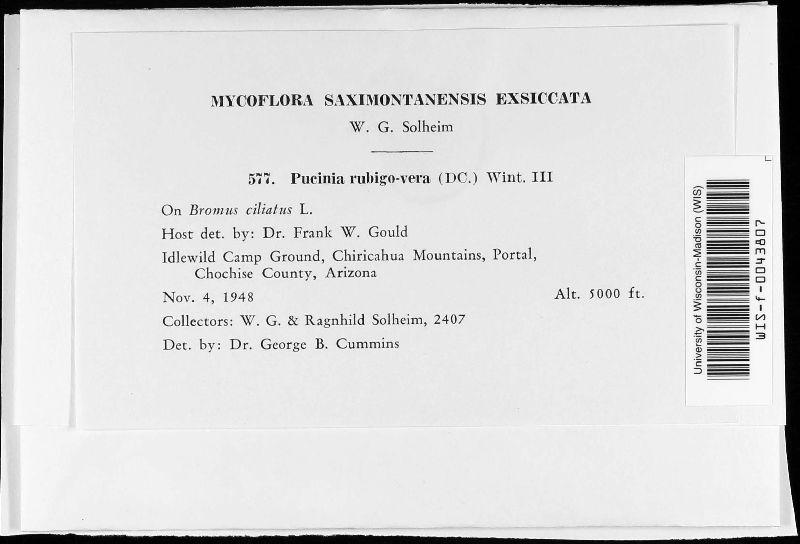 MYCOFLORA SAXIMONTANENSIS EXSICCATA
W. G. Solheim
577. Pucinia rubigo-vera (DC.) Wint. III
On Bromus ciliatus L.
Host det. by: Dr. Frank W. Gould
Idlewild Camp Ground, Chiricahua Mountains, Portal,
Chochise County, Arizona
Nov. 4, 1948 Alt. 5000 ft.
Collectors: W. G. & Ragnhild Solheim, 2407
Det. by: Dr. George B. Cummins
University of Wisconsin-Madison (WIS)
WIS-f-0043807